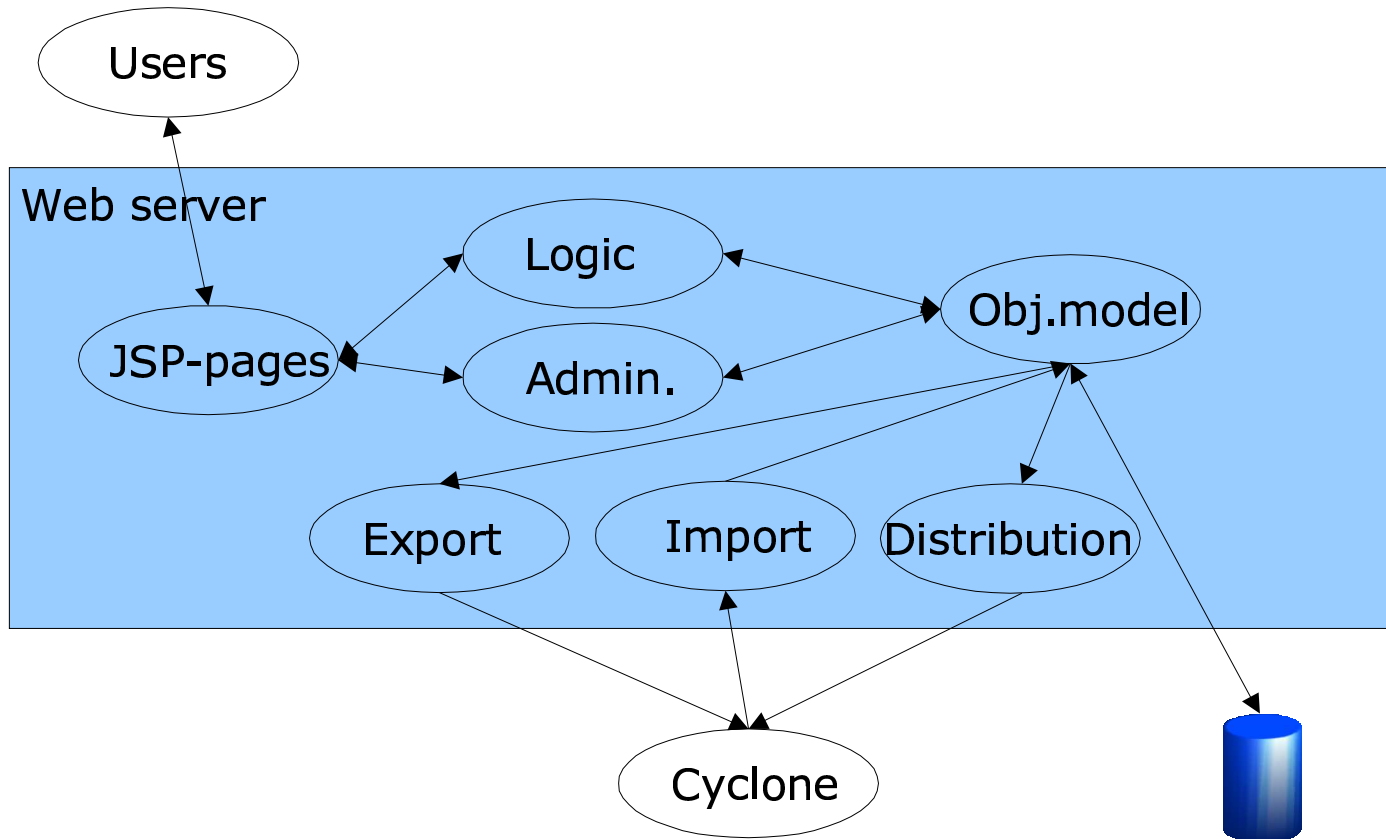 Users
Web server
Logic
Obj.model
JSP-pages
Admin.
Export
Import
Distribution
Cyclone